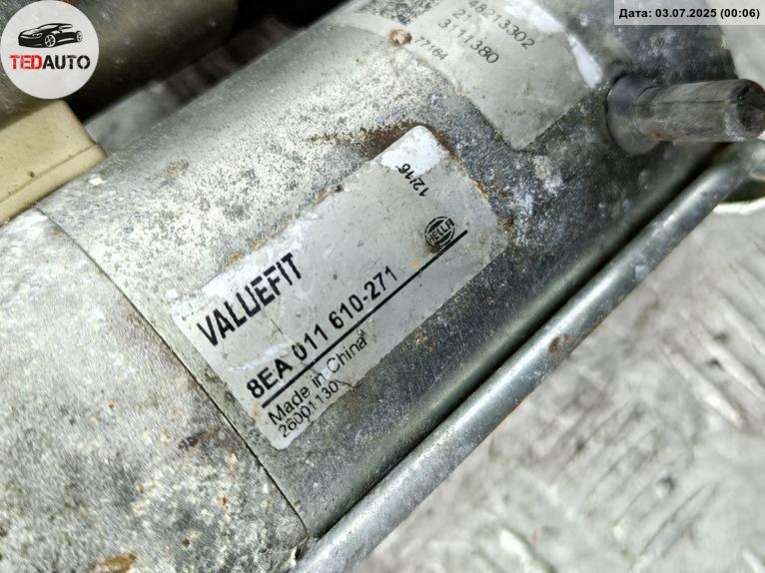 TEDAUTO
Дата: 03.07.2025 (00:06)
3111380
12/16
HELLA
VALUEFIT
8EA 011 610-271
Made in China
26001130